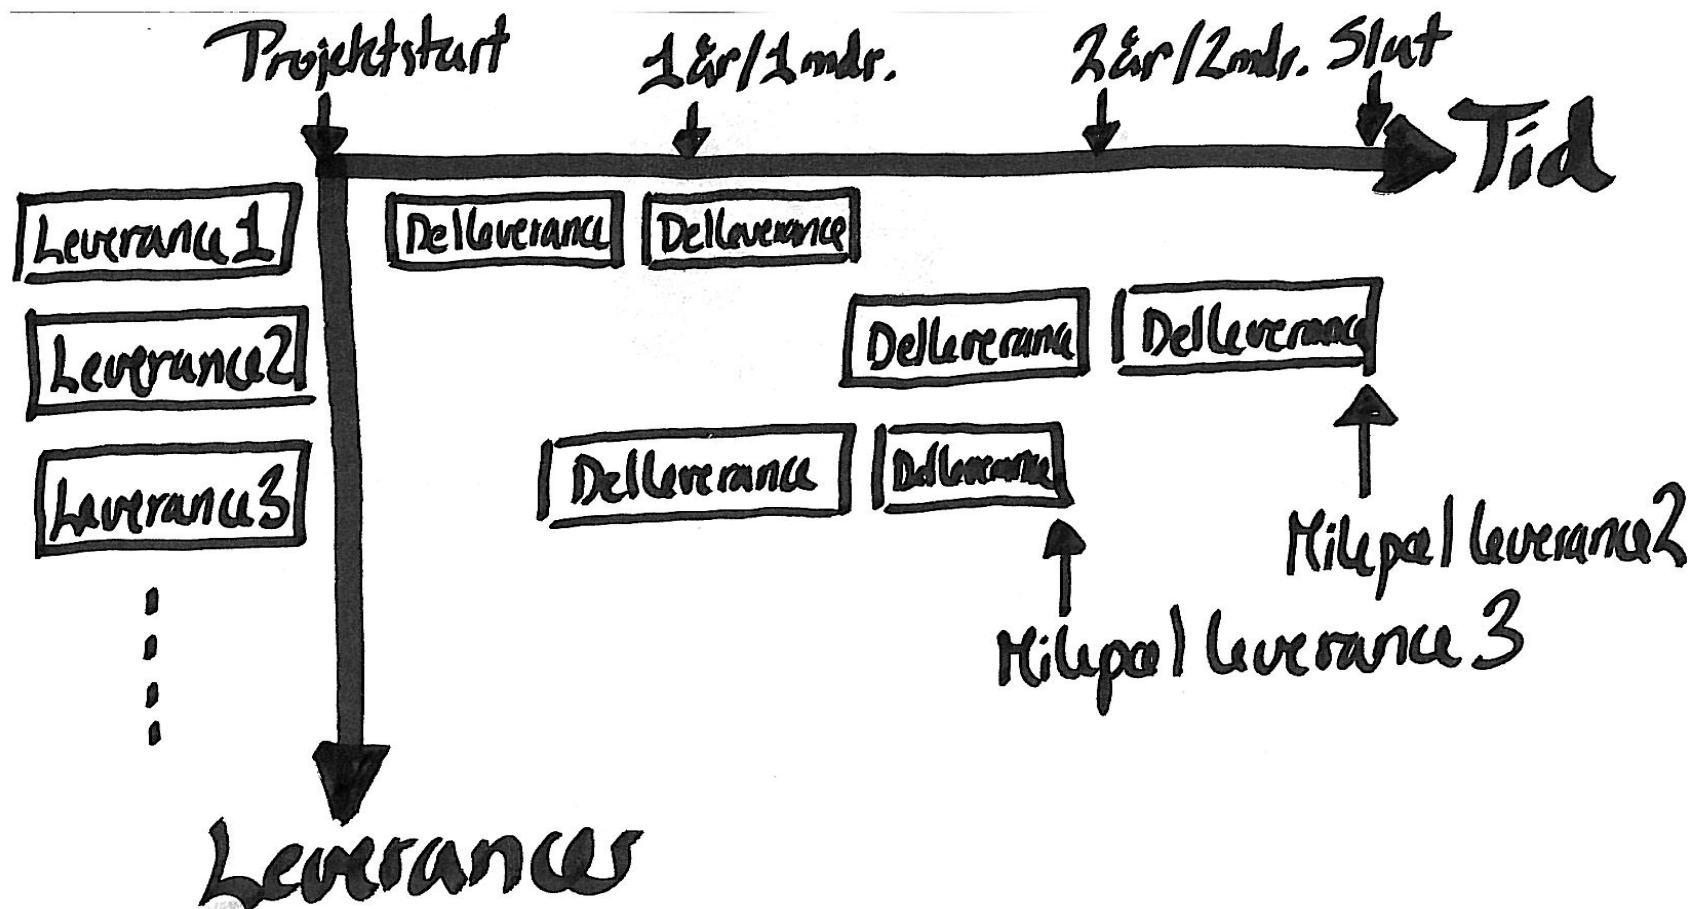 Projektstart 1 år/1 mdr. 2 år/2 mdr. Slut
Tid
Leverance 1 Delleverance Delleverance
Leverance 2 Delleverance Delleverance
Leverance 3 Delleverance Delleverance
Milepæl leverance 2
Milepæl leverance 3
Leverancer